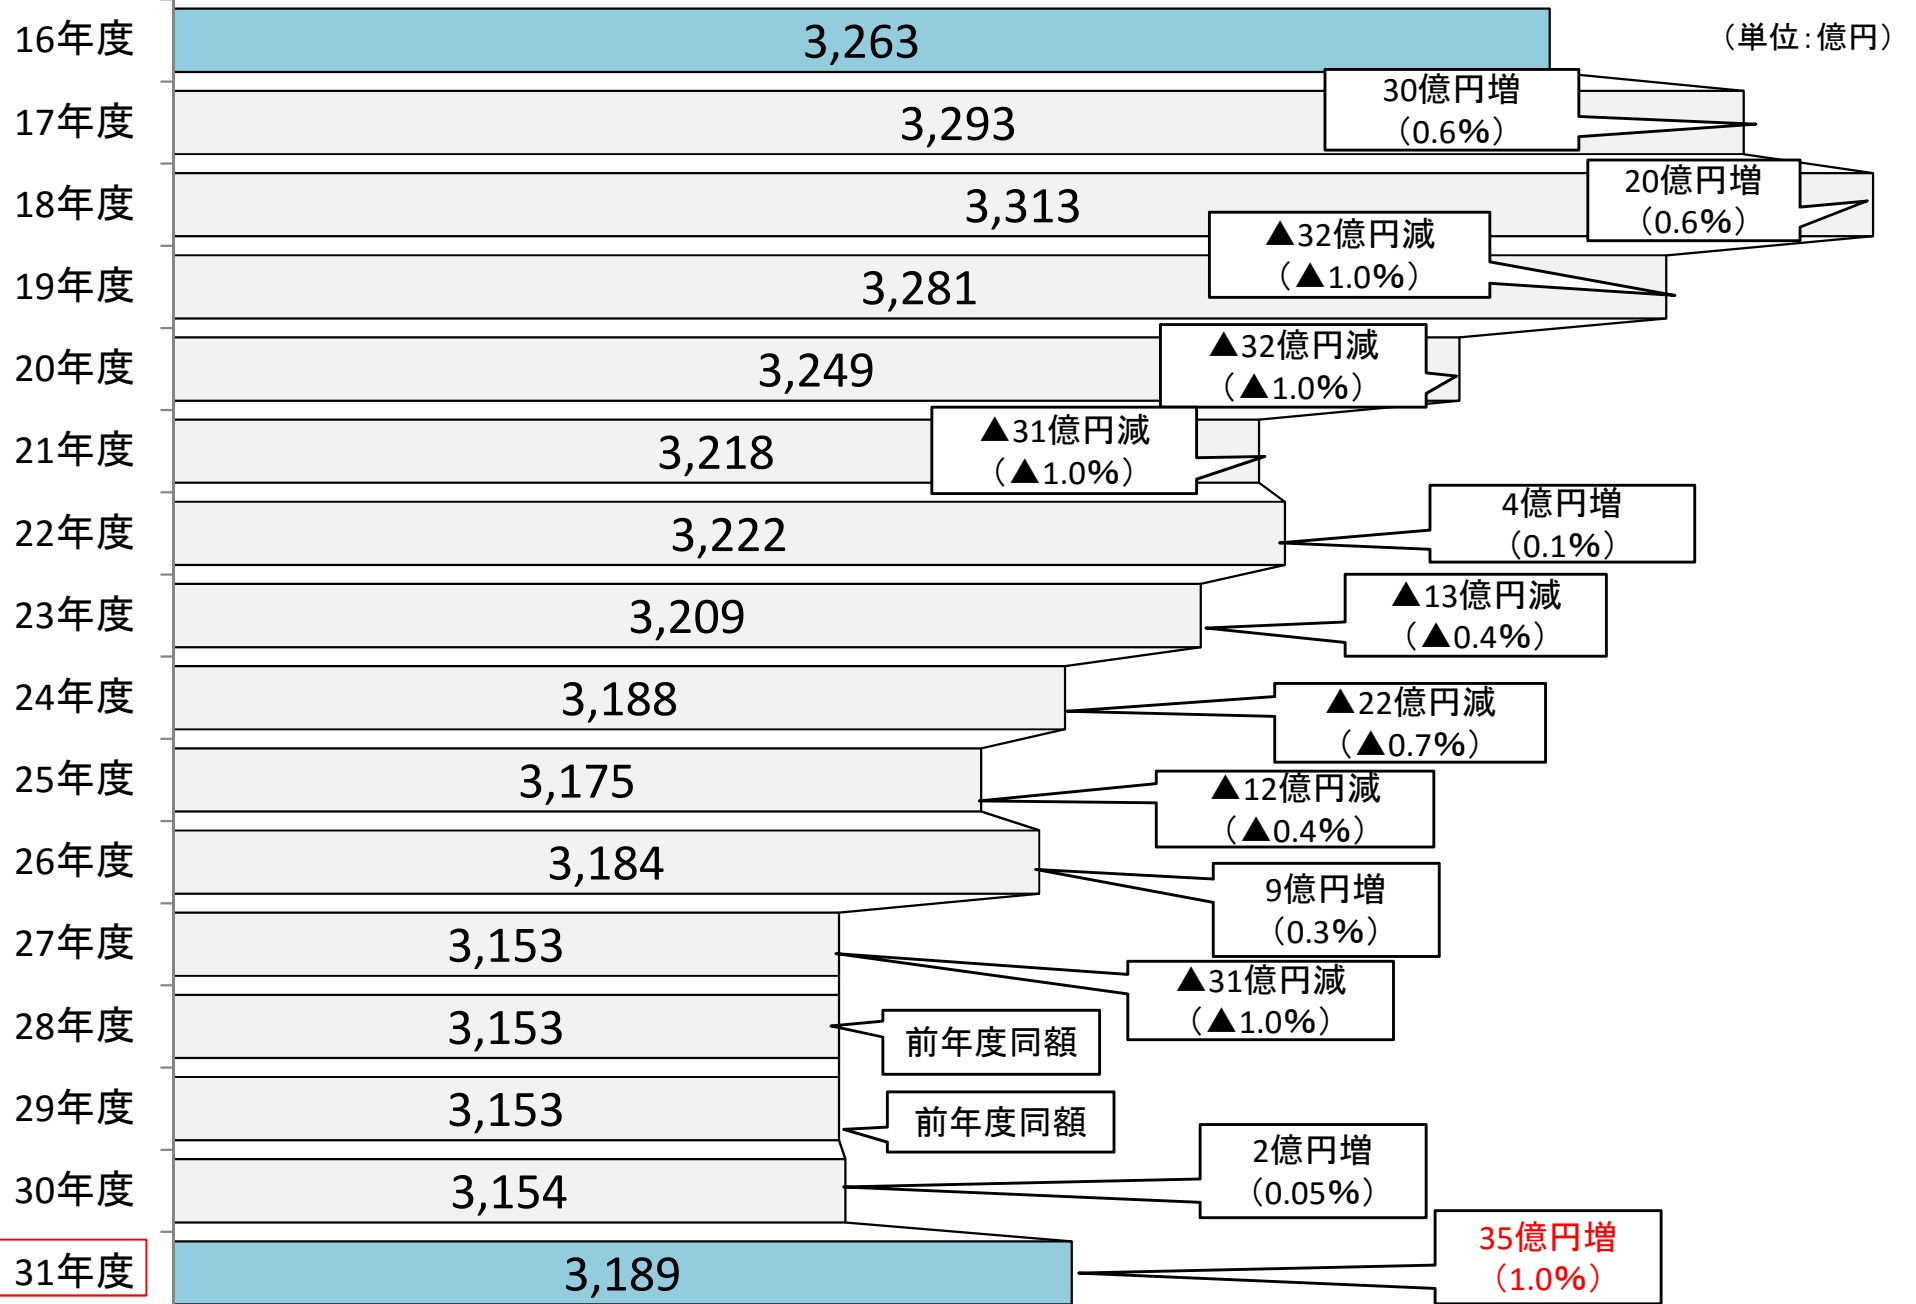 （単位：億円）
16年度
3,263
17年度
3,293
30億円増
（0.6％）
18年度
3,313
20億円増
（0.6％）
19年度
3,281
▲32億円減
（▲1.0％）
20年度
3,249
▲32億円減
（▲1.0％）
21年度
3,218
▲31億円減
（▲1.0％）
22年度
3,222
4億円増
（0.1％）
23年度
3,209
▲13億円減
（▲0.4％）
24年度
3,188
▲22億円減
（▲0.7％）
25年度
3,175
▲12億円減
（▲0.4％）
26年度
3,184
9億円増
（0.3％）
27年度
3,153
▲31億円減
（▲1.0％）
28年度
3,153
前年度同額
29年度
3,153
前年度同額
30年度
3,154
2億円増
（0.05％）
31年度
3,189
35億円増
（1.0％）